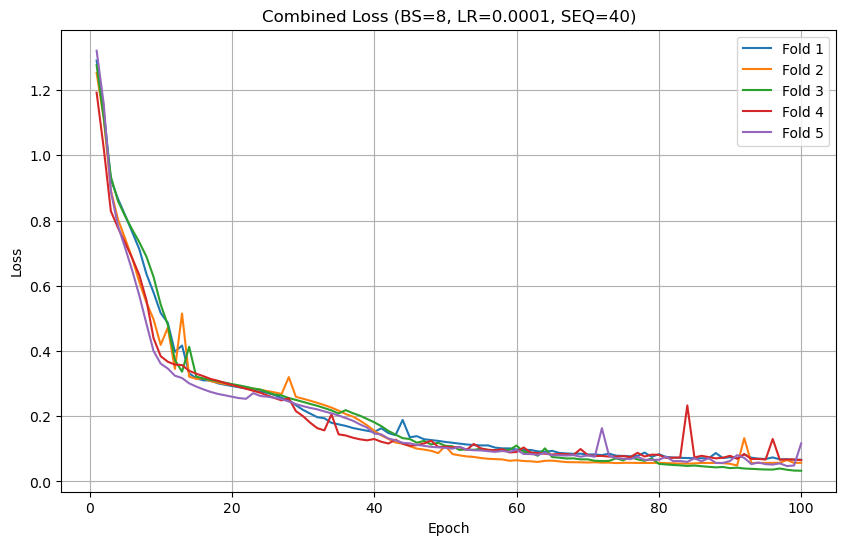 Combined Loss (BS=8, LR=0.0001, SEQ=40)
Fold 1
Fold 2
Fold 3
Fold 4
Fold 5
Loss
1.2
1.0
0.8
0.6
0.4
0.2
0.0
0 20 40 60 80 100
Epoch